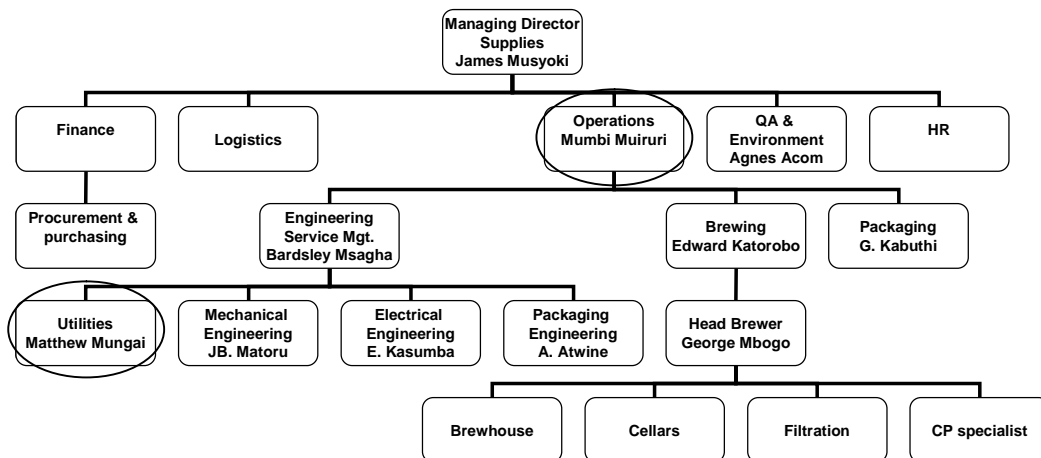 Managing Director
Supplies
James Musyoki
Finance
Logistics
Operations
Mumbi Muiruri
QA &
Environment
Agnes Acom
HR
Procurement &
purchasing
Engineering
Service Mgt.
Bardsley Msagha
Brewing
Edward Katorobo
Packaging
G. Kabuthi
Utilities
Matthew Mungai
Mechanical
Engineering
JB. Matoru
Electrical
Engineering
E. Kasumba
Packaging
Engineering
A. Atwine
Head Brewer
George Mbogo
Brewhouse
Cellars
Filtration
CP specialist